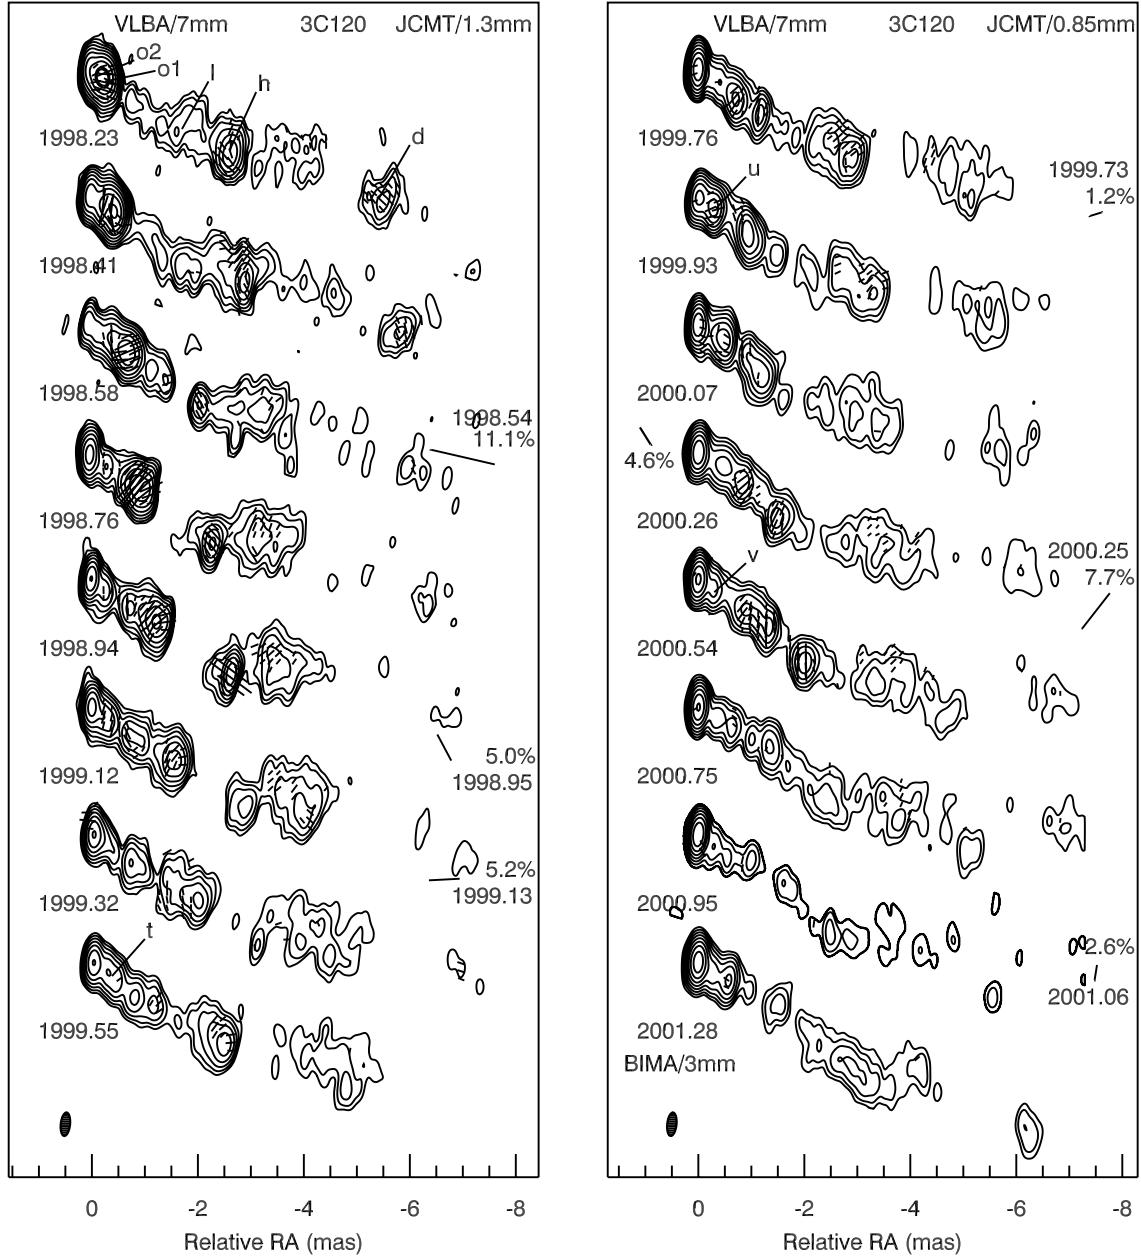 VLBA/7mm 3C120 JCMT/1.3mm
o2
o1
l
h
1998.23
d
1998.41
1998.58
1998.54
11.1%
1998.76
1998.94
5.0%
1999.12
1998.95
5.2%
1999.32
1999.13
t
1999.55
0 -2 -4 -6 -8
Relative RA (mas)
VLBA/7mm 3C120 JCMT/0.85mm
1999.76
1999.73
u
1.2%
1999.93
2000.07
4.6%
2000.26
v
2000.25
7.7%
2000.54
2000.75
2000.95
2.6%
2001.06
2001.28
BIMA/3mm
0 -2 -4 -6 -8
Relative RA (mas)